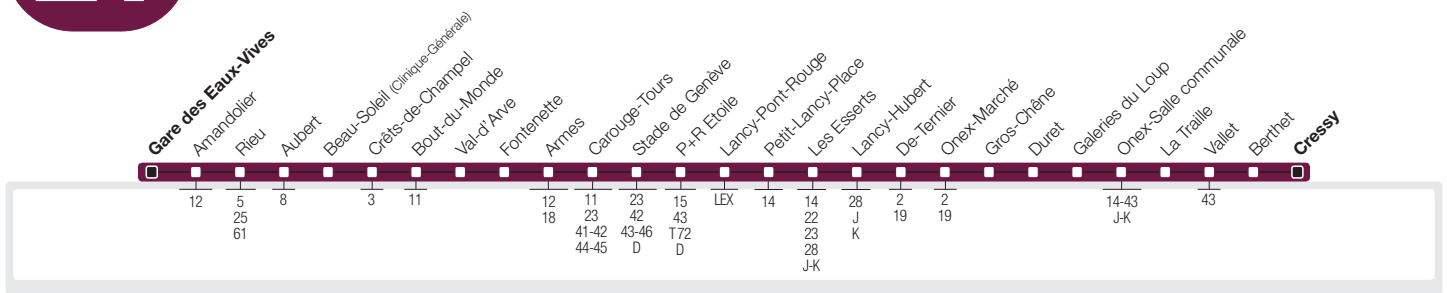 Gare des Eaux-Vives
Amandolier
Rieu
Aubert
Beau-Soleil (Clinique-Générale)
Crêts-de-Champel
Bout-du-Monde
Val-d'Arve
Fontenette
Armes
Carouge-Tours
Stade de Genève
P+R Etoile
Lancy-Pont-Rouge
Petit-Lancy-Place
Les Esserts
Lancy-Hubert
De-Ternier
Onex-Marché
Gros-Chêne
Duret
Galeries du Loup
Onex-Salle communale
La Traille
Vallet
Berthet
Cressy
12
5
25
61
8
3
11
12
18
11
23
41-42
44-45
23
42
43-46
D
15
43
T72
D
LEX
14
14
22
23
28
J-K
28
J
K
2
19
2
19
14-43
J-K
43